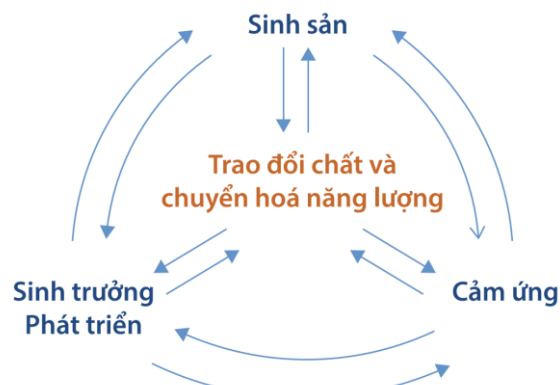 Sinh sản
Trao đổi chất và
chuyển hoá năng lượng
Sinh trưởng
Phát triển
Cảm ứng